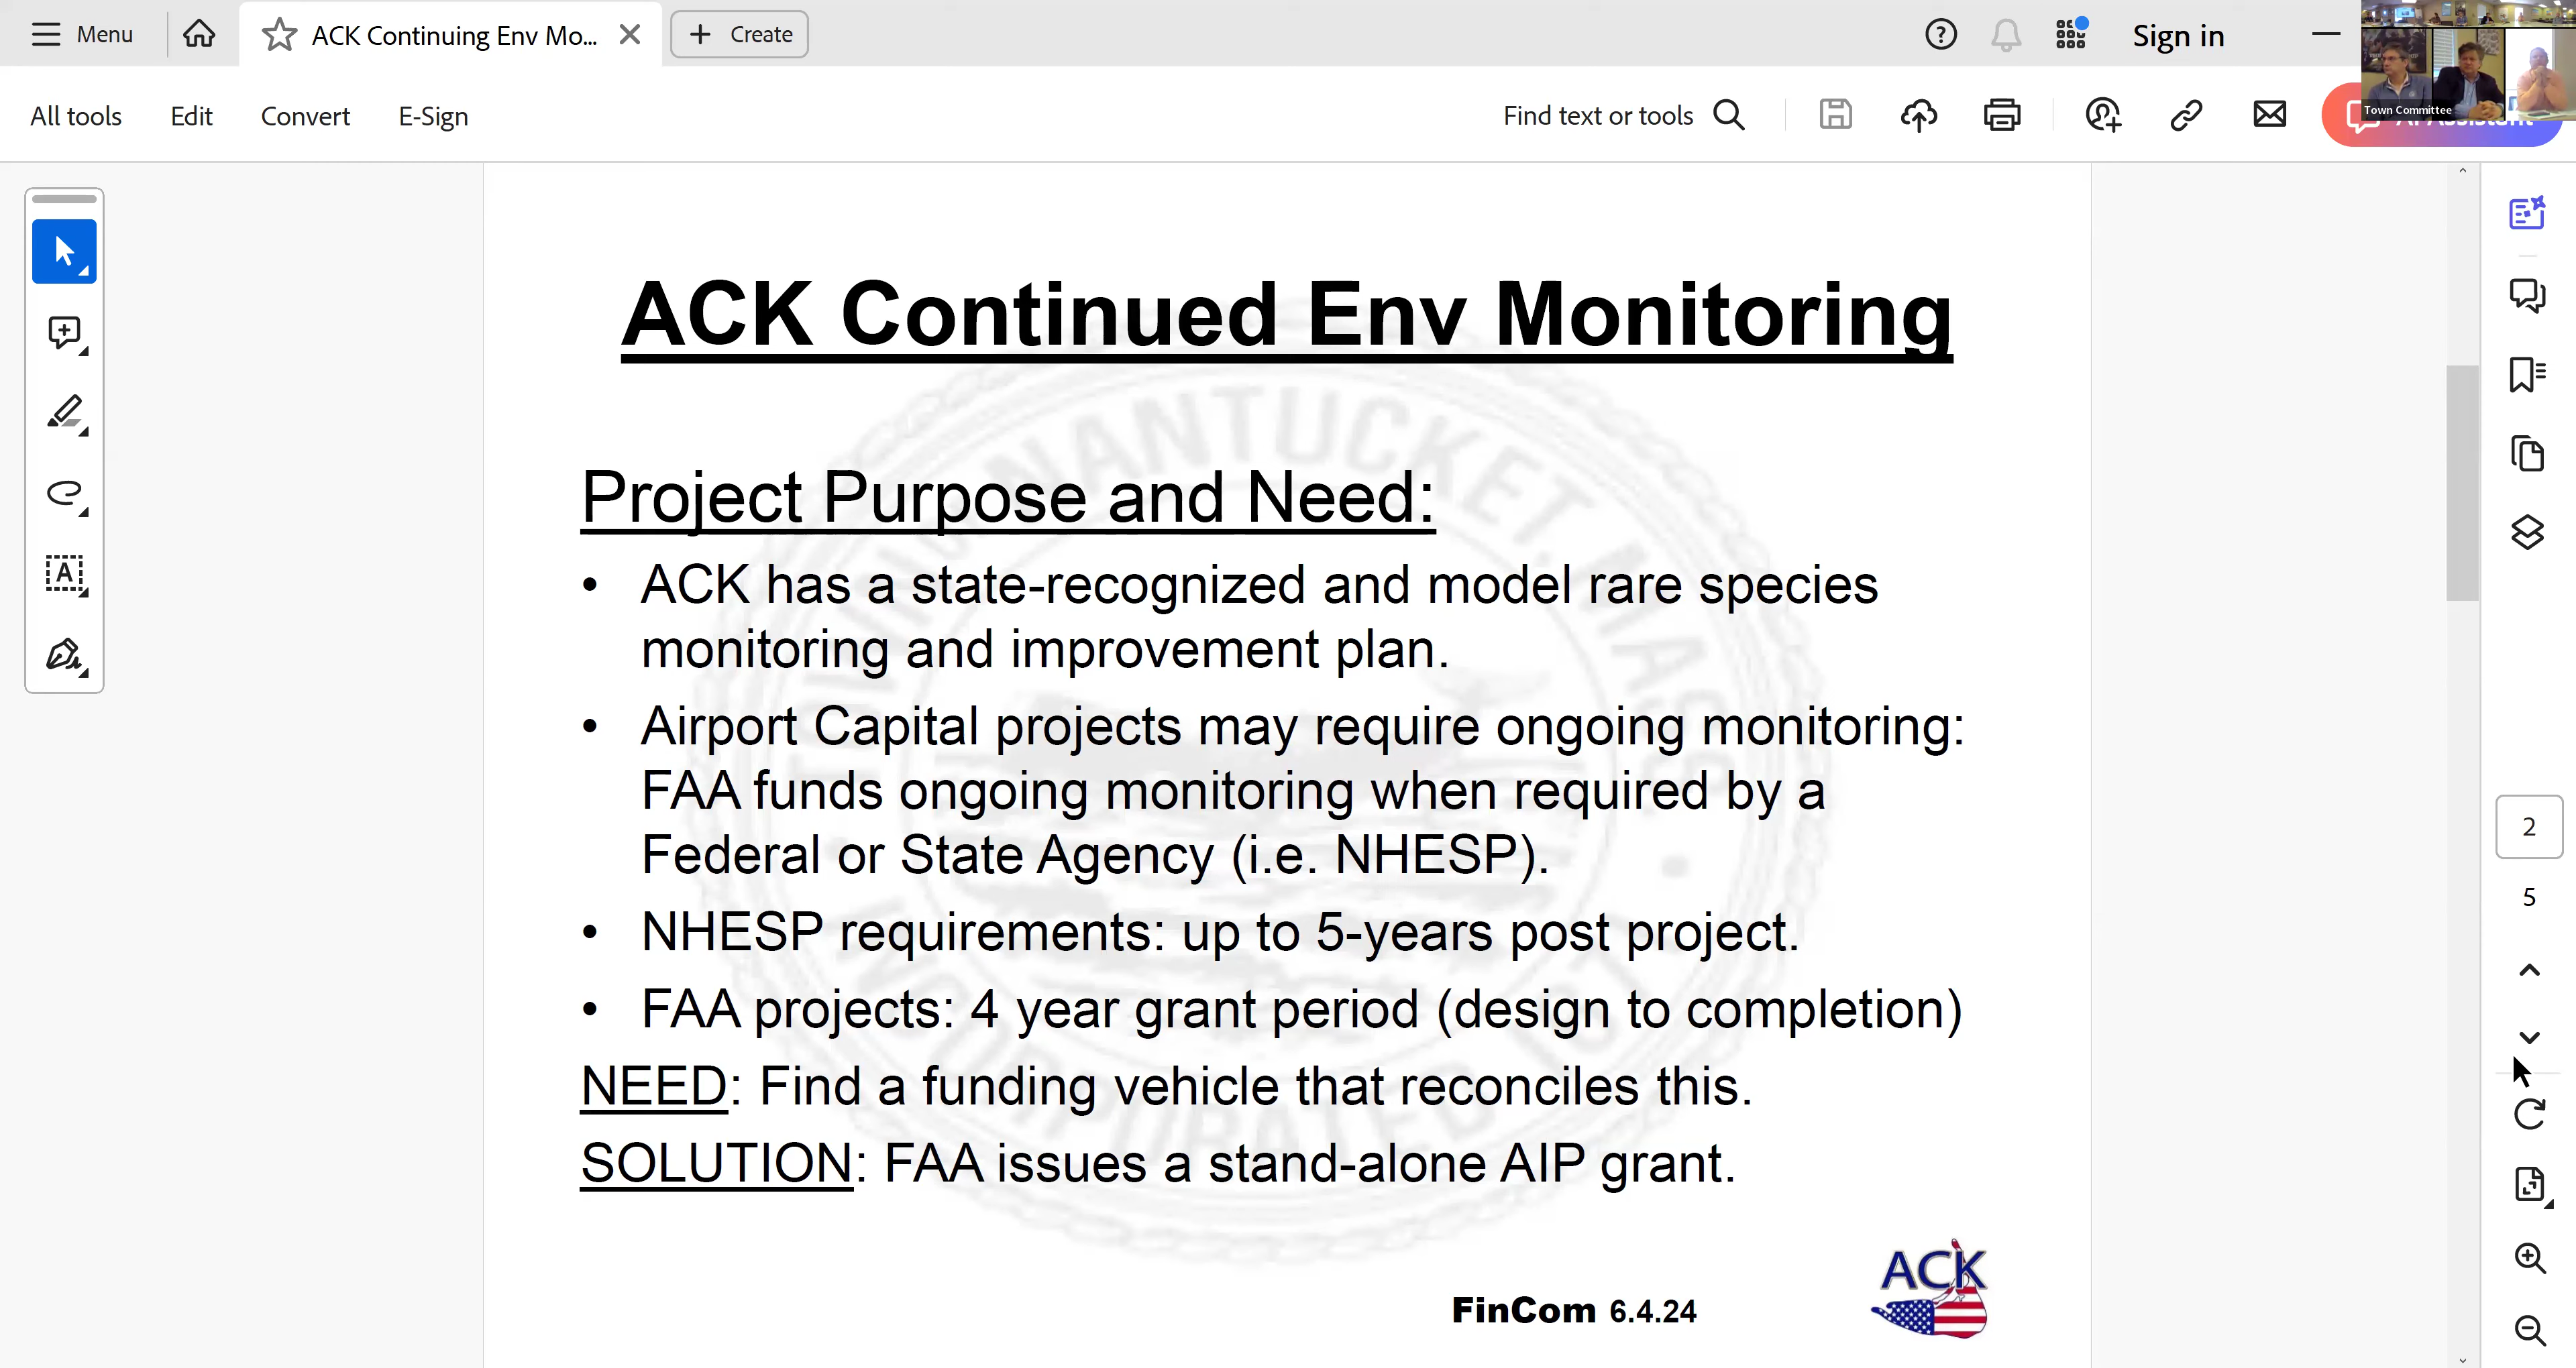 Menu
ACK Continuing Env Mo...
Create
Sign in
Town Committee
All tools
Edit
Convert
E-Sign
Find text or tools
ACK Continued Env Monitoring
TOWN NANTUCKET, MASS
Project Purpose and Need:
• ACK has a state-recognized and model rare species
monitoring and improvement plan.
• Airport Capital projects may require ongoing monitoring:
FAA funds ongoing monitoring when required by a
Federal or State Agency (i.e. NHESP).
• NHESP requirements: up to 5-years post project.
• FAA projects: 4 year grant period (design to completion)
NEED: Find a funding vehicle that reconciles this.
SOLUTION: FAA issues a stand-alone AIP grant.
INCORPORATED
FinCom 6.4.24
ACK
2
5